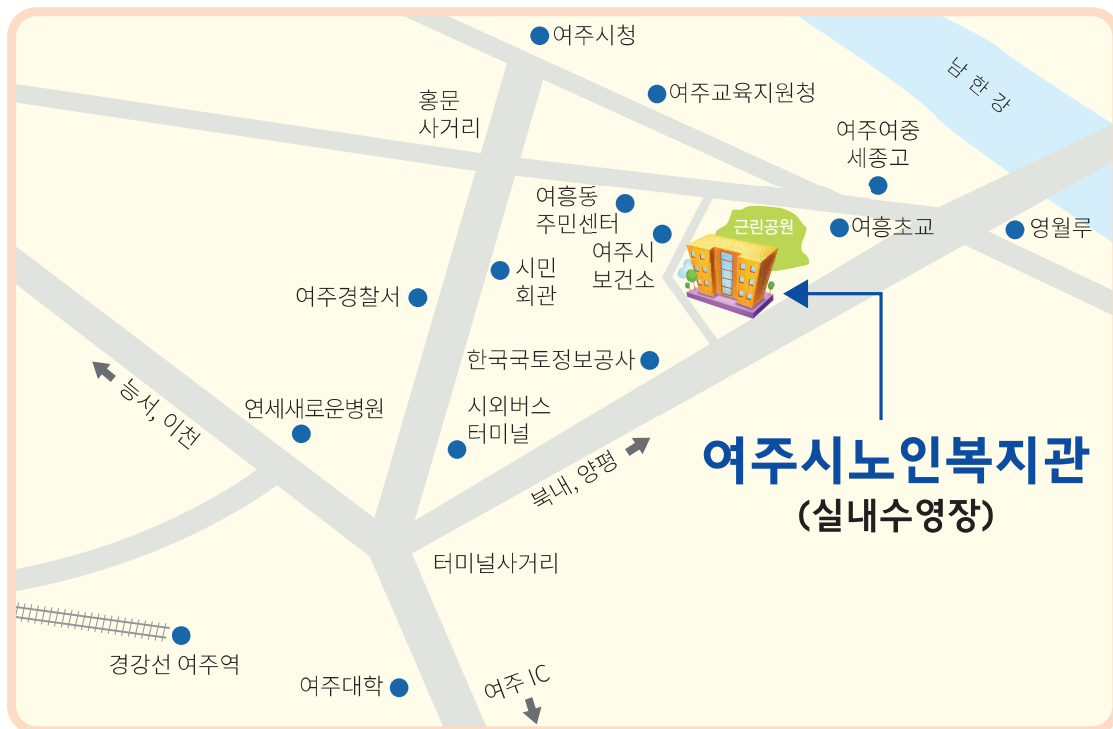 여주시청
여주교육지원청
남한강
홍문
사거리
여주여중
세종고
여흥동
주민센터
근린공원
여흥초교
영월루
여주시
보건소
시민
회관
여주경찰서
한국국토정보공사
능서, 이천
연세새로운병원
시외버스
터미널
북내, 양평
여주시노인복지관
(실내수영장)
터미널사거리
경강선 여주역
여주대학
여주 IC